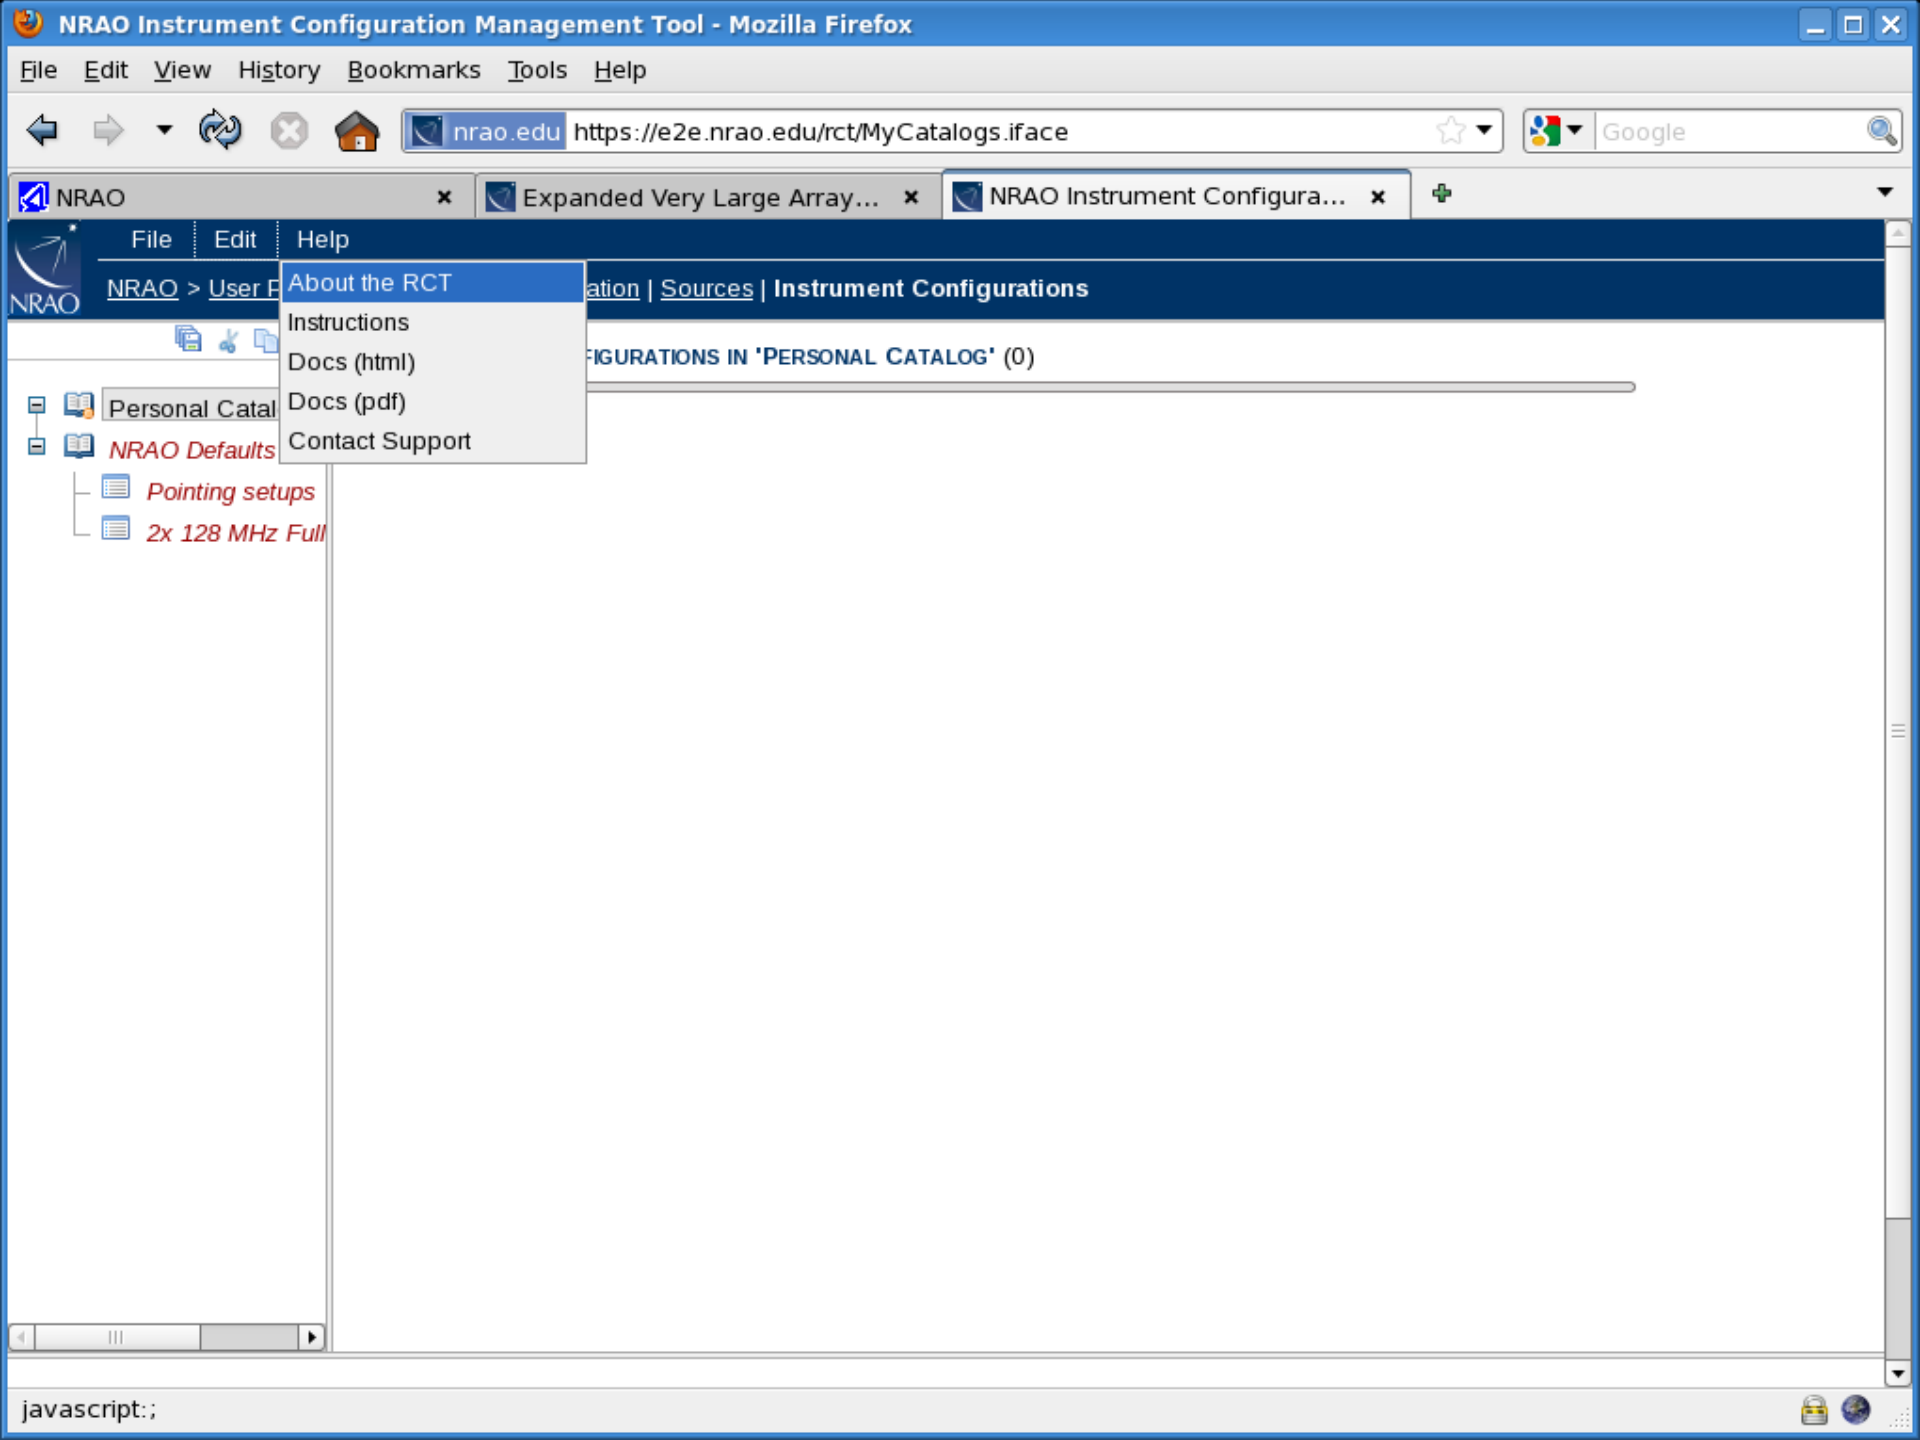 NRAO Instrument Configuration Management Tool - Mozilla Firefox
File Edit View History Bookmarks Tools Help
nrao.edu https://e2e.nrao.edu/rct/MyCatalogs.iface Google
NRAO Expanded Very Large Array... NRAO Instrument Configura...
File Edit Help
NRAO > User P ation | Sources | Instrument Configurations
NRAO
About the RCT
Instructions
Docs (html)
Docs (pdf)
Contact Support
FIGURATIONS IN 'PERSONAL CATALOG' (0)
Personal Catal
NRAO Defaults
Pointing setups
2x 128 MHz Full
javascript:;